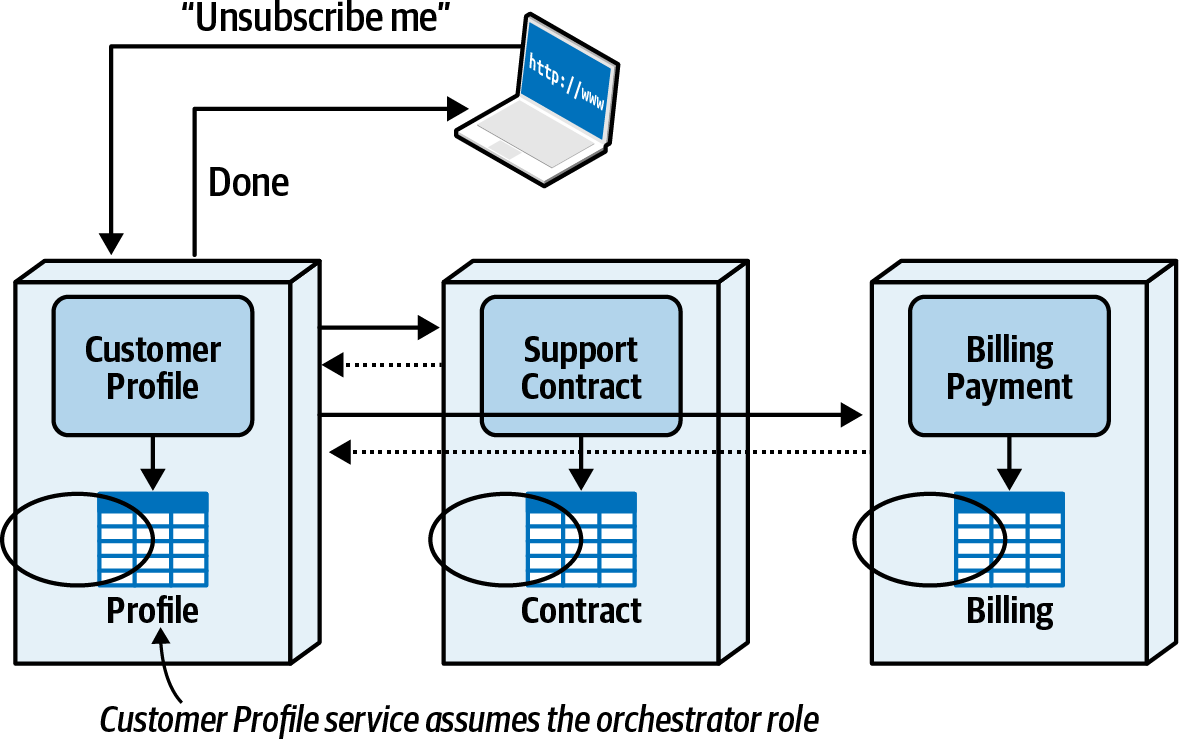 “Unsubscribe me”
http://www
Done
Customer
Profile
Support
Contract
Billing
Payment
Profile
Contract
Billing
Customer Profile service assumes the orchestrator role